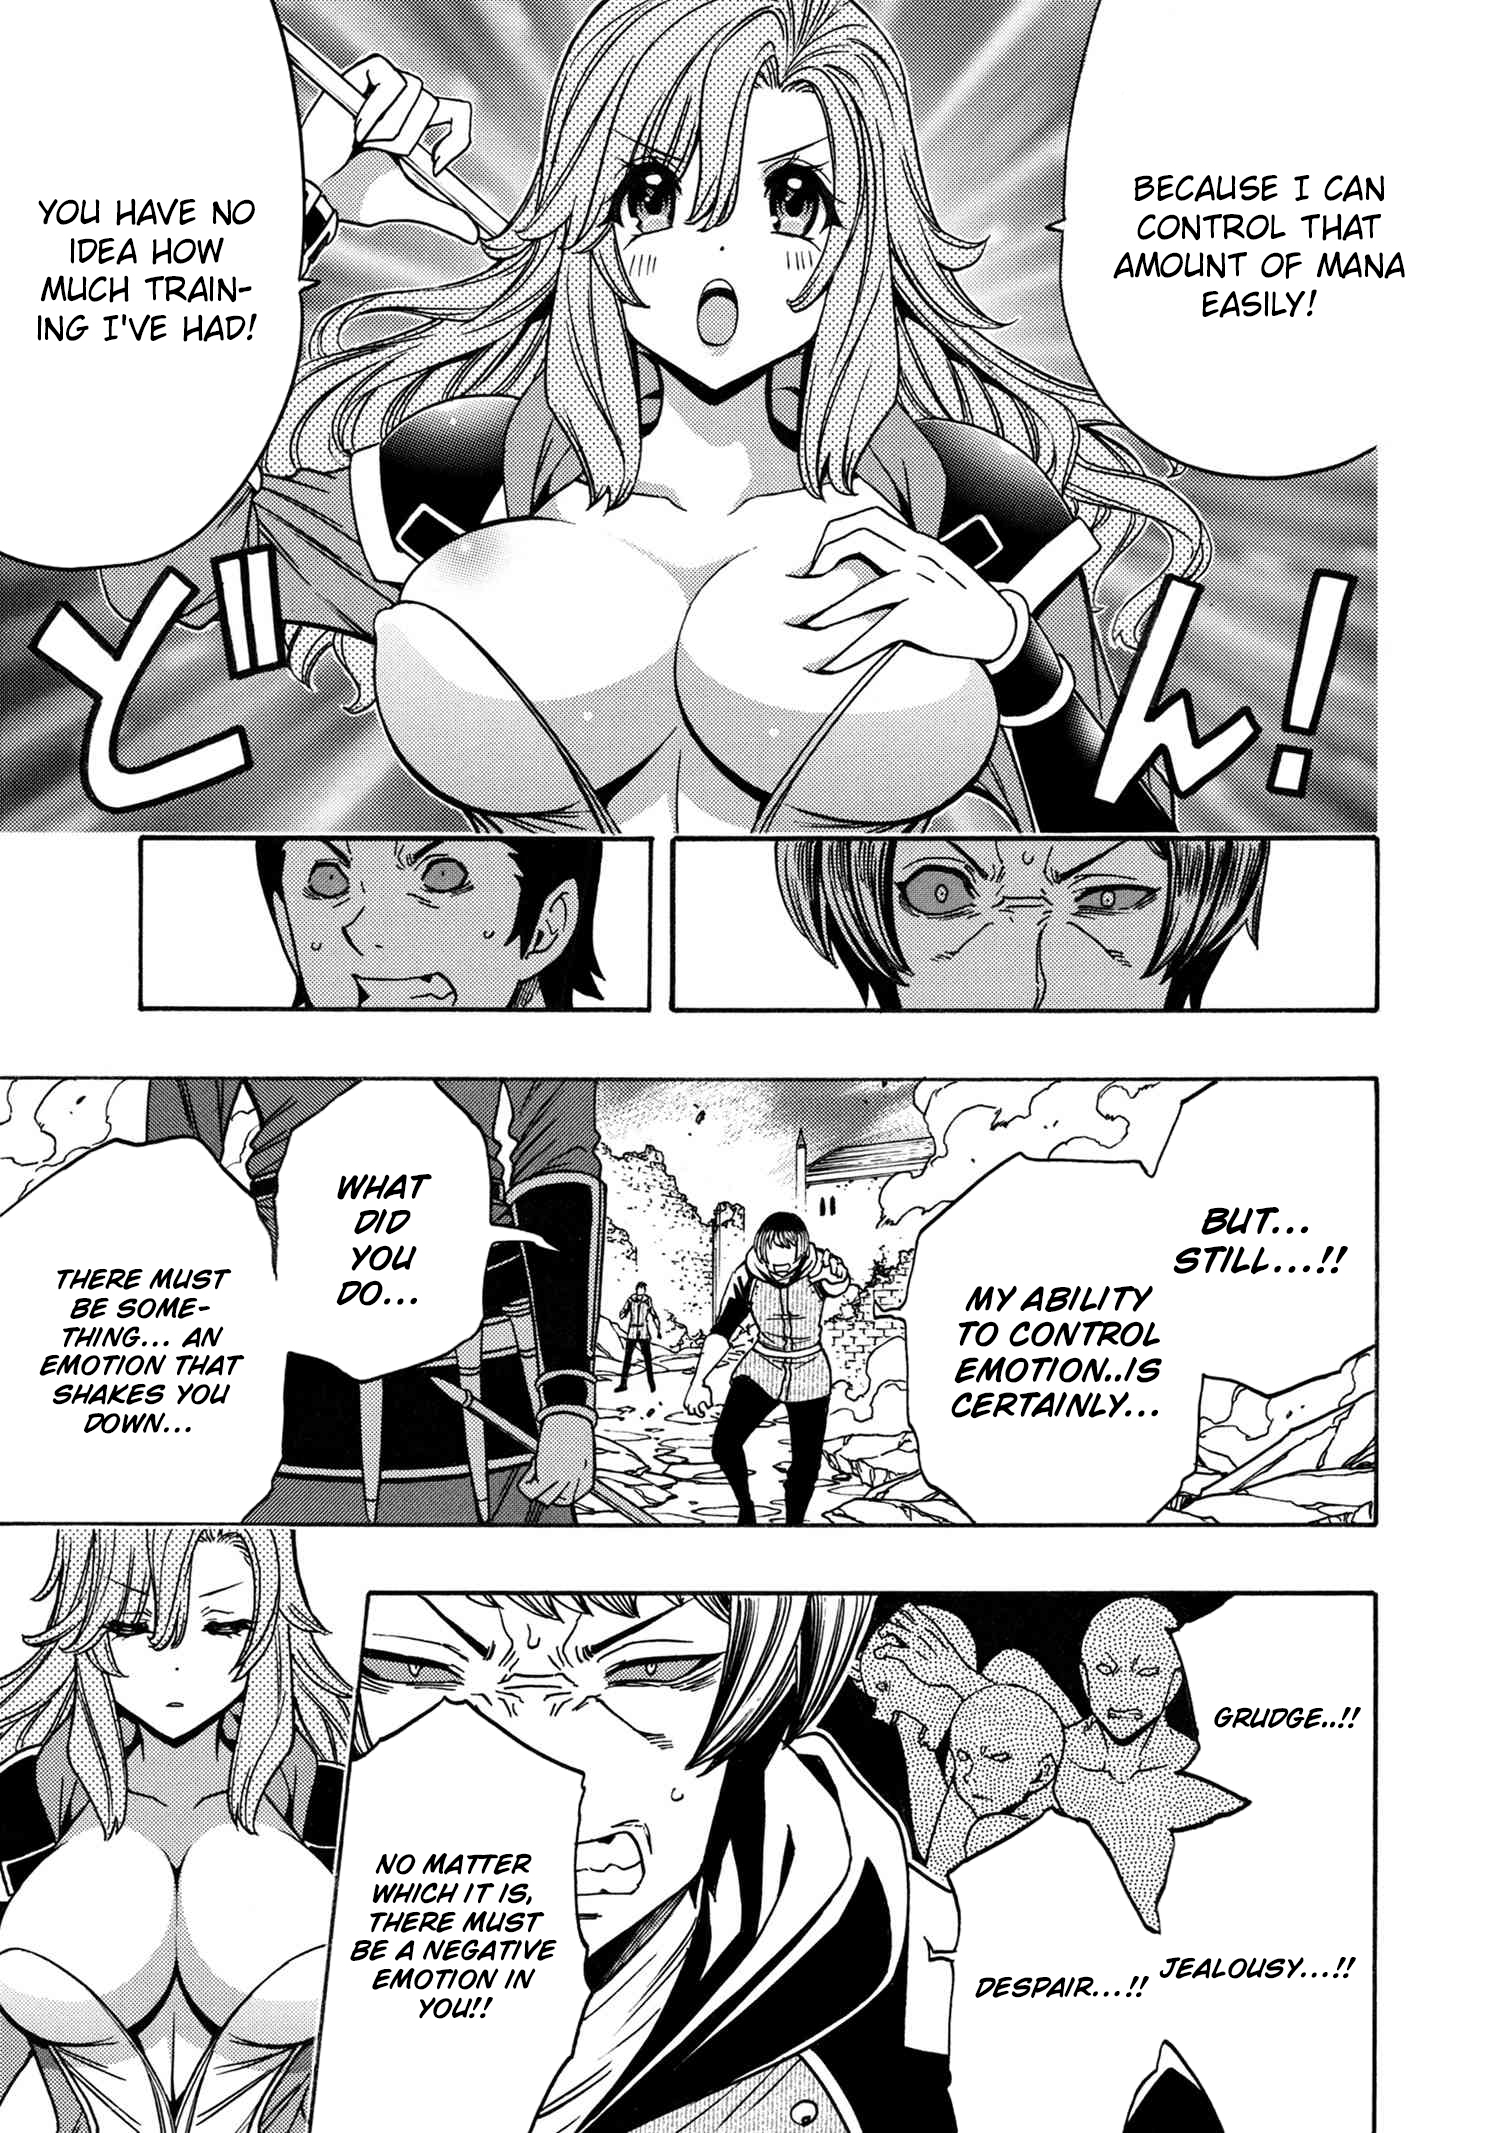 BECAUSE I CAN
CONTROL THAT
AMOUNT OF MANA
EASILY!
YOU HAVE NO
IDEA HOW
MUCH TRAIN-
ING I'VE HAD!
どん!
BUT...
STILL...!!
MY ABILITY
TO CONTROL
EMOTION..IS
CERTAINLY...
WHAT
DID
YOU
DO...
THERE MUST
BE SOME-
THING... AN
EMOTION THAT
SHAKES YOU
DOWN...
GRUDGE..!!
JEALOUSY...!!
DESPAIR...!!
NO MATTER
WHICH IT IS,
THERE MUST
BE A NEGATIVE
EMOTION IN
YOU!!